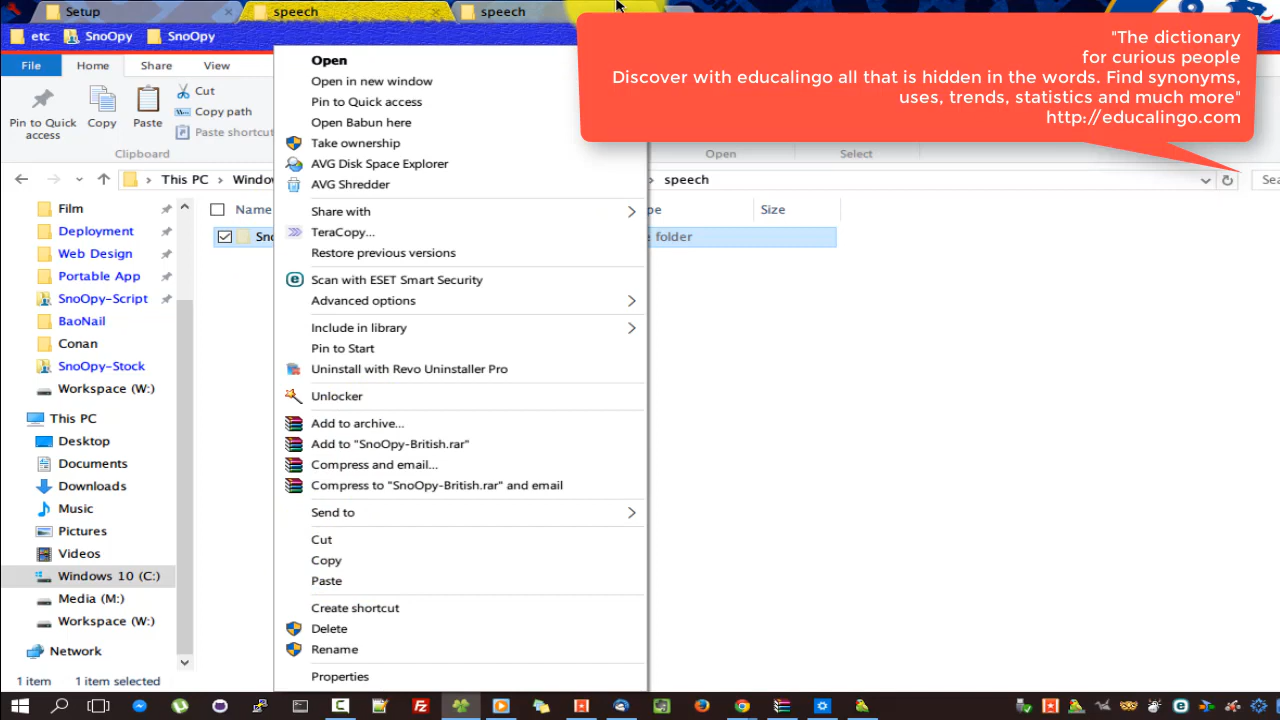 Setup
speech
speech
etc
SnoOpy
SnoOpy
"The dictionary
for curious people
Discover with educalingo all that is hidden in the words. Find synonyms,
uses, trends, statistics and much more"
http://educalingo.com
File
Home
Share
View
Pin to Quick
access
Copy
Paste
Cut
Copy path
Paste shortcut
Clipboard
Open
Select
This PC
speech
Name
Size
Sno
folder
Film
Deployment
Web Design
Portable App
SnoOpy-Script
BaoNail
Conan
SnoOpy-Stock
Workspace (W:)
This PC
Desktop
Documents
Downloads
Music
Pictures
Videos
Windows 10 (C:)
Media (M:)
Workspace (W:)
Network
1 item
1 item selected
Open
Open in new window
Pin to Quick access
Open Babun here
Take ownership
AVG Disk Space Explorer
AVG Shredder
Share with
TeraCopy...
Restore previous versions
Scan with ESET Smart Security
Advanced options
Include in library
Pin to Start
Uninstall with Revo Uninstaller Pro
Unlocker
Add to archive...
Add to "SnoOpy-British.rar"
Compress and email...
Compress to "SnoOpy-British.rar" and email
Send to
Cut
Copy
Paste
Create shortcut
Delete
Rename
Properties